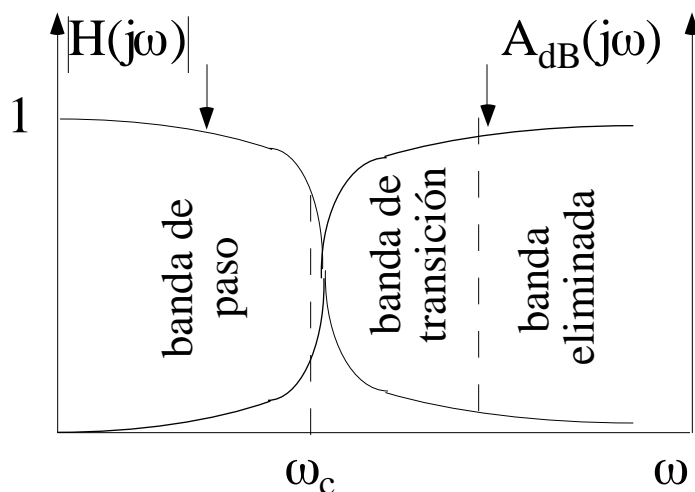 |H(jω)|
A_dB(jω)
1
banda de
paso
banda de
transición
banda
eliminada
ω_c
ω